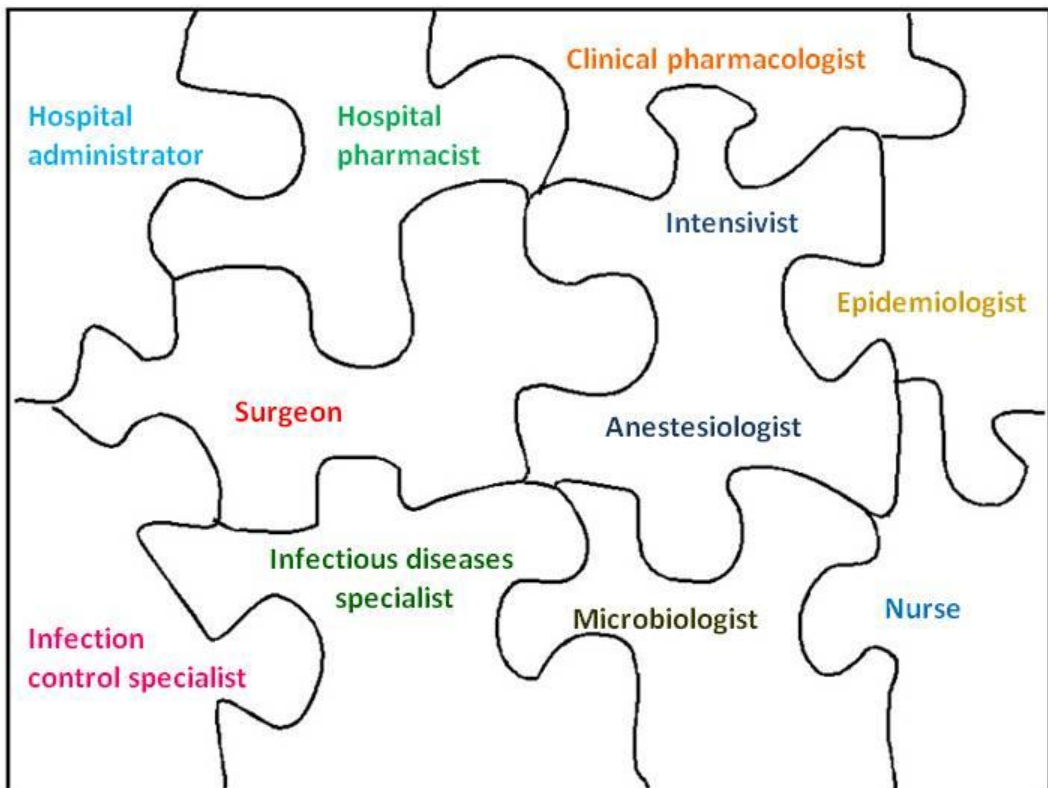 Clinical pharmacologist
Hospital
administrator
Hospital
pharmacist
Intensivist
Epidemiologist
Surgeon
Anestesiologist
Infectious diseases
specialist
Microbiologist
Nurse
Infection
control specialist